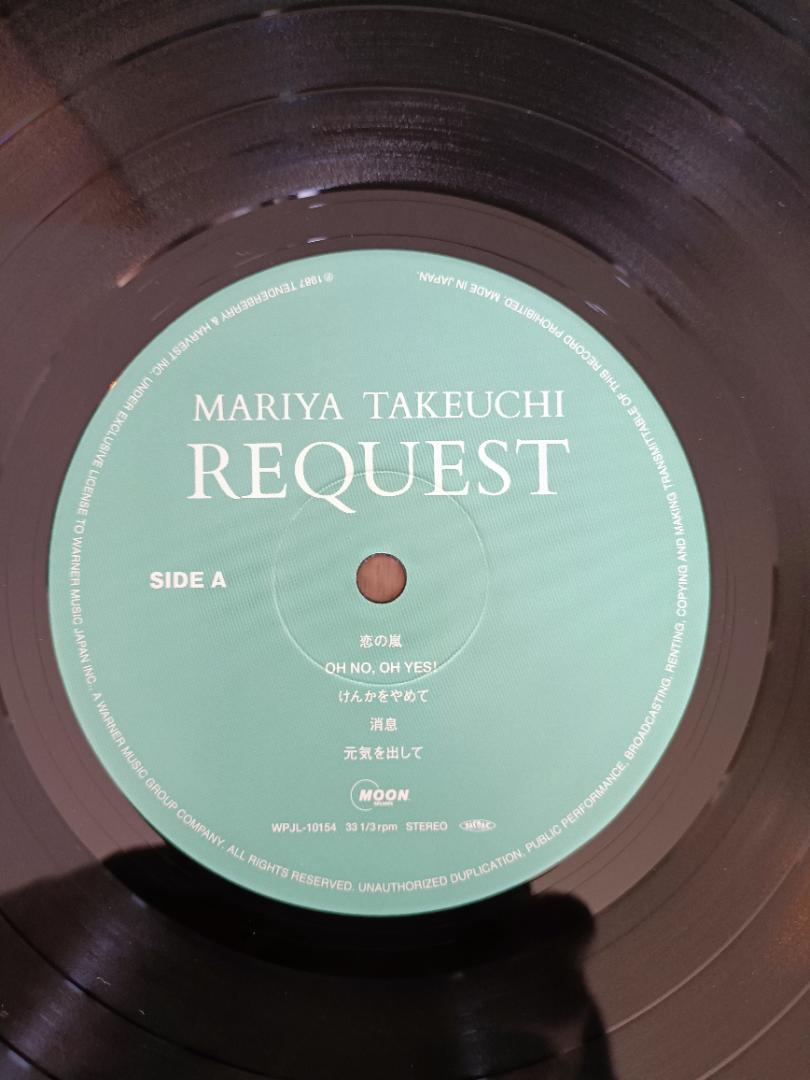 MARIYA TAKEUCHI
REQUEST
SIDE A
恋の嵐
OH NO, OH YES!
けんかをやめて
消息
元気を出して
MOON
WPJL-10154 33 1/3 rpm STEREO
℗1987 TENDERBERRY & HARVEST INC. UNDER EXCLUSIVE LICENSE TO WARNER MUSIC JAPAN INC., A WARNER MUSIC GROUP COMPANY. ALL RIGHTS RESERVED. UNAUTHORIZED DUPLICATION, PUBLIC PERFORMANCE, BROADCASTING, RENTING, COPYING AND MAKING TRANSMITTABLE OF THIS RECORD PROHIBITED. MADE IN JAPAN.